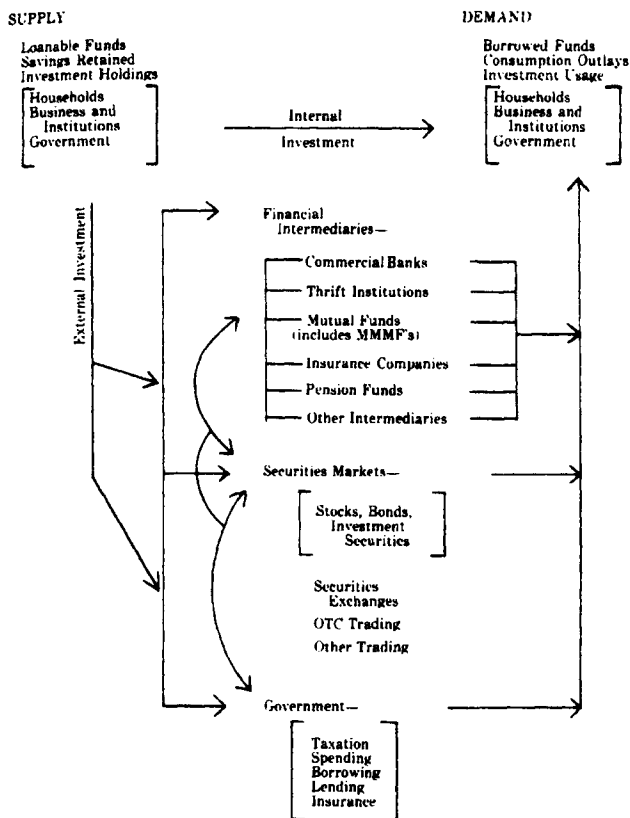 SUPPLY
Loanable Funds
Savings Retained
Investment Holdings
Households
Business and
Institutions
Government
Internal
Investment
DEMAND
Borrowed Funds
Consumption Outlays
Investment Usage
Households
Business and
Institutions
Government
External Investment
Financial
Intermediaries—
Commercial Banks
Thrift Institutions
Mutual Funds
(includes MMMF's)
Insurance Companies
Pension Funds
Other Intermediaries
Securities Markets—
Stocks, Bonds,
Investment
Securities
Securities
Exchanges
OTC Trading
Other Trading
Government—
Taxation
Spending
Borrowing
Lending
Insurance